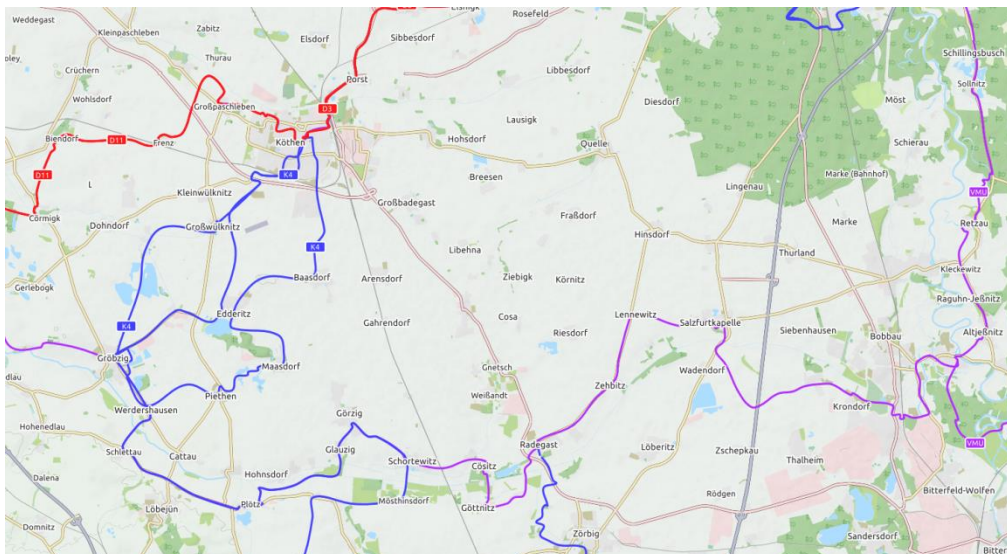 Elsnigk
Rosefeld
Weddegast
Zabitz
Kleinpaschleben
Elsdorf
Sibbesdorf
Schillingsbusch
Thurau
Libbesdorf
Crüchern
Porst
Sollnitz
Wohlsdorf
Großpaschleben
Diesdorf
Möst
D3
Lausigk
Biendorf
D11
Frenz
Köthen
Hohsdorf
Quelle
Schierau
D11
K4
Breesen
Marke (Bahnhof)
L
Kleinwülknitz
Lingenau
VMU
Großbadegast
Cörmigk
Fraßdorf
Marke
Retzau
Dohndorf
Großwülknitz
Hinsdorf
K4
Libehna
Thurland
Kleckewitz
Gerlebogk
Baasdorf
Arensdorf
Ziebigk
Körnitz
Raguhn-Jeßnitz
Edderitz
Cosa
Lennewitz
K4
Gahrendorf
Riesdorf
Salzfurtkapelle
Siebenhausen
Altjeßnitz
Bobbau
Gröbzig
Maasdorf
Gnetsch
Wadendorf
Zehbitz
Piethen
Weißandt
Werdershausen
Krondorf
Görzig
Hohenedlau
Radegast
VMU
Schlettau
Cattau
Glauzig
Löberitz
Zschepkau
Schortewitz
Cösitz
Thalheim
Dalena
Hohnsdorf
Bitterfeld-Wolfen
Rödgen
Mösthinsdorf
Löbejün
Plötz
Göttnitz
Domnitz
Zörbig
Sandersdorf